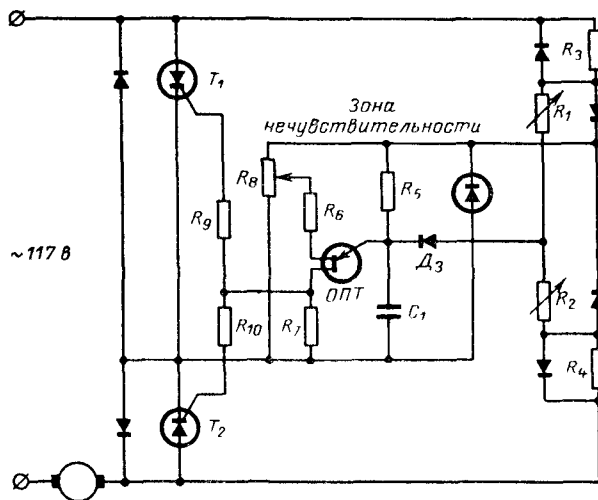 T₁
R₃
Зона
нечувствительности
R₁
R₈
R₅
R₆
R₉
~117 в
Д₃
R₂
ОПТ
R₁₀
R₇
C₁
R₄
T₂